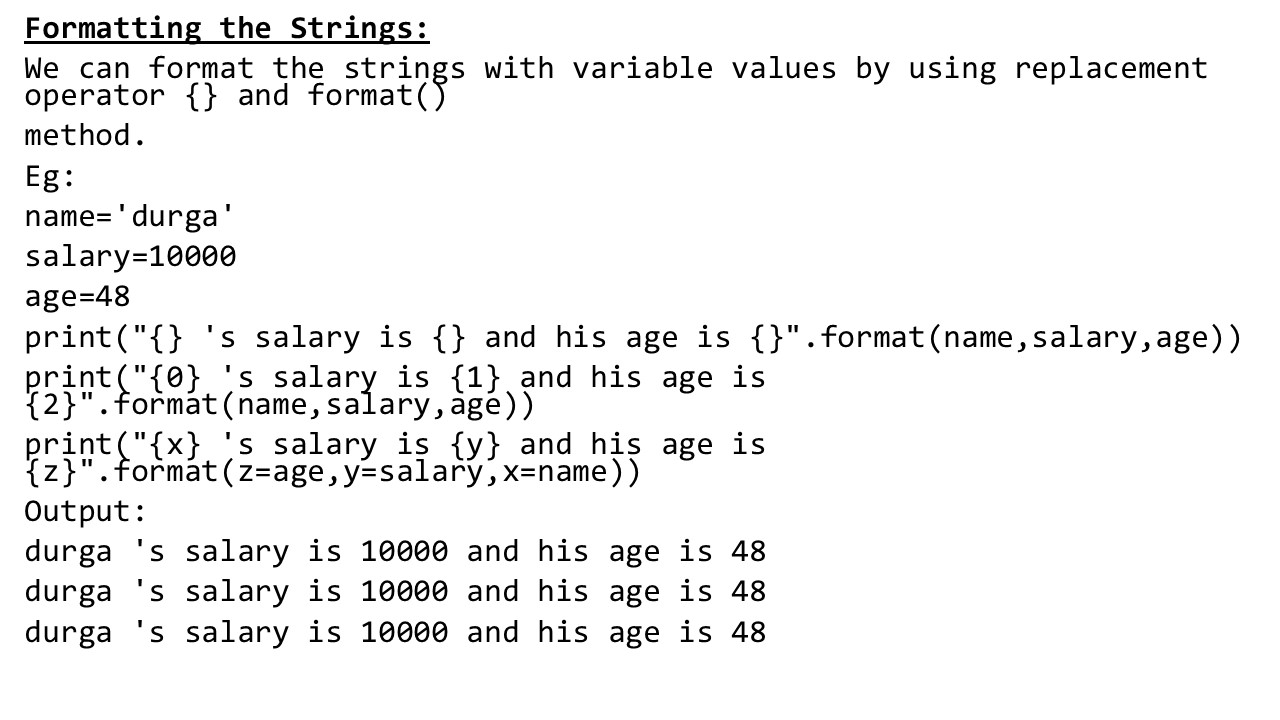 Formatting the Strings:
We can format the strings with variable values by using replacement
operator {} and format()
method.
Eg:
name='durga'
salary=10000
age=48
print("{} 's salary is {} and his age is {}".format(name,salary,age))
print("{0} 's salary is {1} and his age is
{2}".format(name,salary,age))
print("{x} 's salary is {y} and his age is
{z}".format(z=age,y=salary,x=name))
Output:
durga 's salary is 10000 and his age is 48
durga 's salary is 10000 and his age is 48
durga 's salary is 10000 and his age is 48